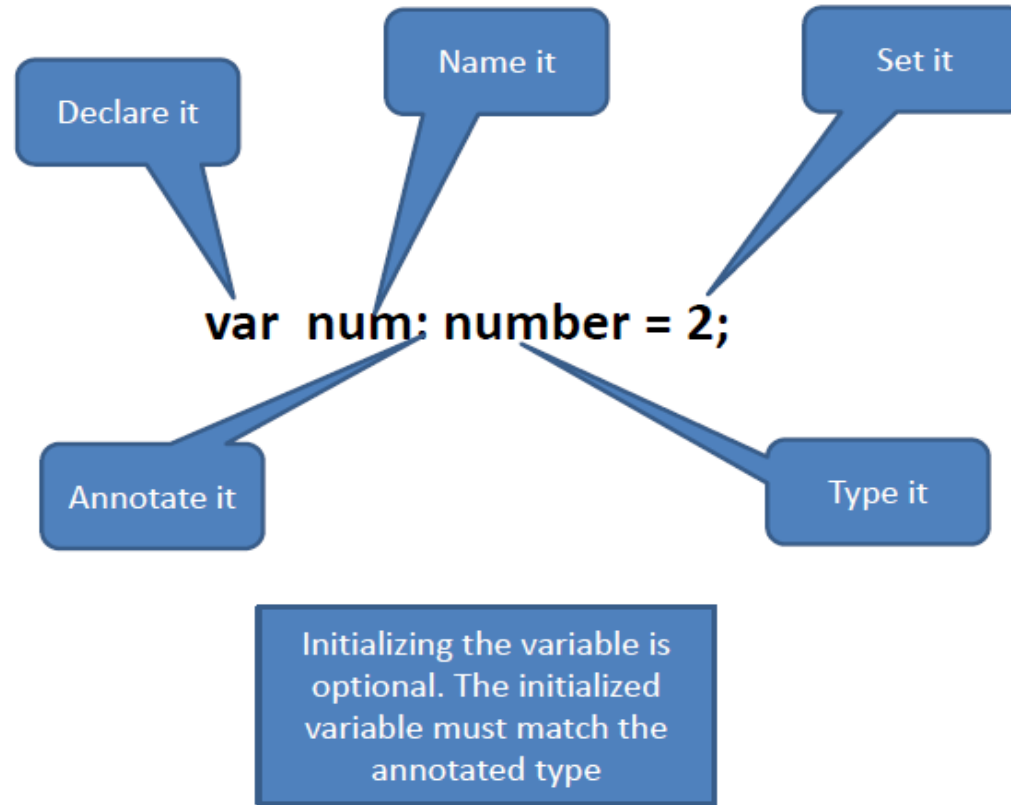 Name it
Set it
Declare it
var num: number = 2;
Annotate it
Type it
Initializing the variable is
optional. The initialized
variable must match the
annotated type